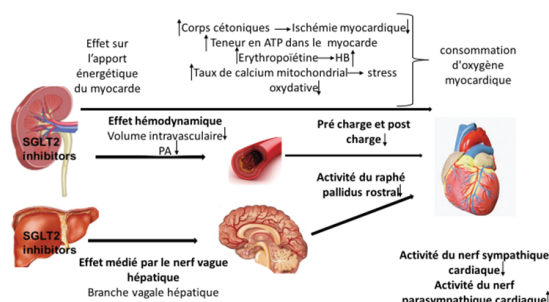 ↑Corps cétoniques →Ischémie myocardique↓
↑Teneur en ATP dans le myocarde
↑Erythropoïétine→HB↑
↑Taux de calcium mitochondrial→ stress
oxydative↓
Effet sur
l'apport
énergétique
du myocarde
consommation
d'oxygène
myocardique
SGLT2
inhibitors
Effet hémodynamique
Volume intravasculaire↓
PA↓
Pré charge et post
charge↓
Activité du raphé
pallidus rostral↓
SGLT2
inhibitors
Effet médié par le nerf vague
hépatique
Branche vagale hépatique
Activité du nerf sympathique
cardiaque↓
Activité du nerf
parasympathique cardiaque↑